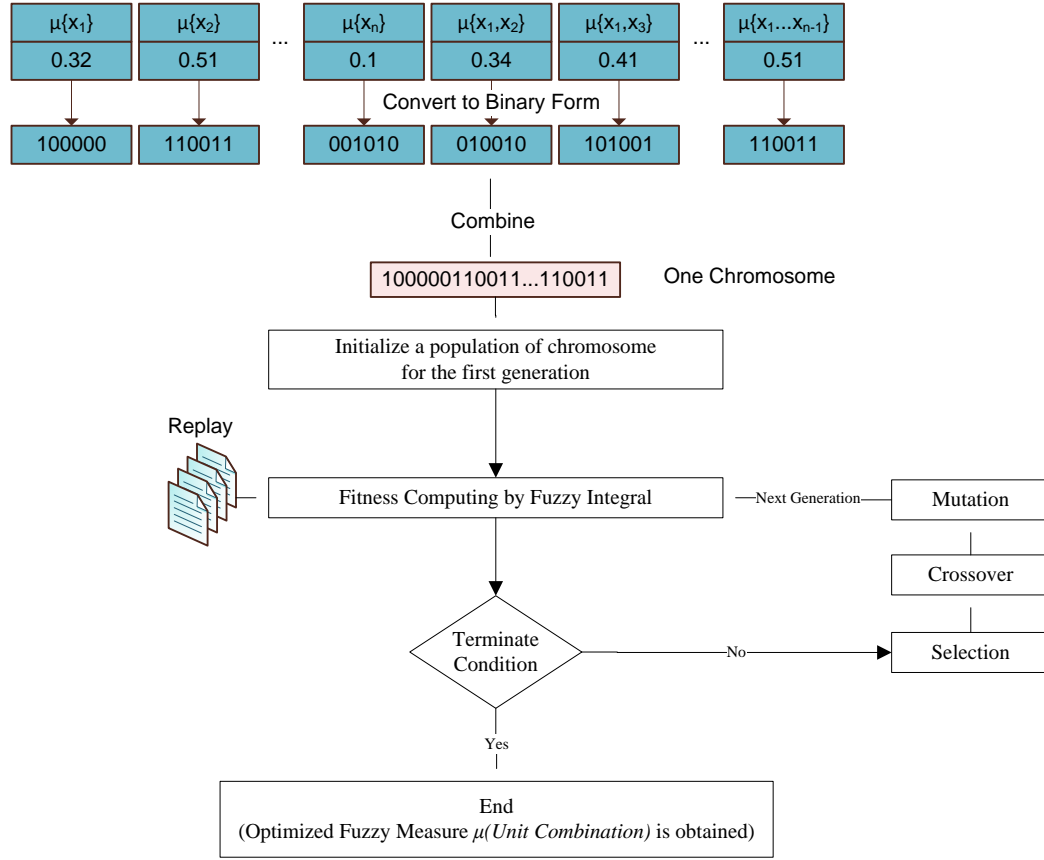 μ{x₁} μ{x₂} ... μ{xₙ} μ{x₁,x₂} μ{x₁,x₃} ... μ{x₁...xₙ₋₁}
0.32 0.51 0.1 0.34 0.41 0.51
Convert to Binary Form
100000 110011 001010 010010 101001 110011
Combine
100000110011...110011 One Chromosome
Initialize a population of chromosome
for the first generation
Replay
Fitness Computing by Fuzzy Integral Next Generation Mutation
Crossover
Terminate
Condition
No Selection
Yes
End
(Optimized Fuzzy Measure μ(Unit Combination) is obtained)